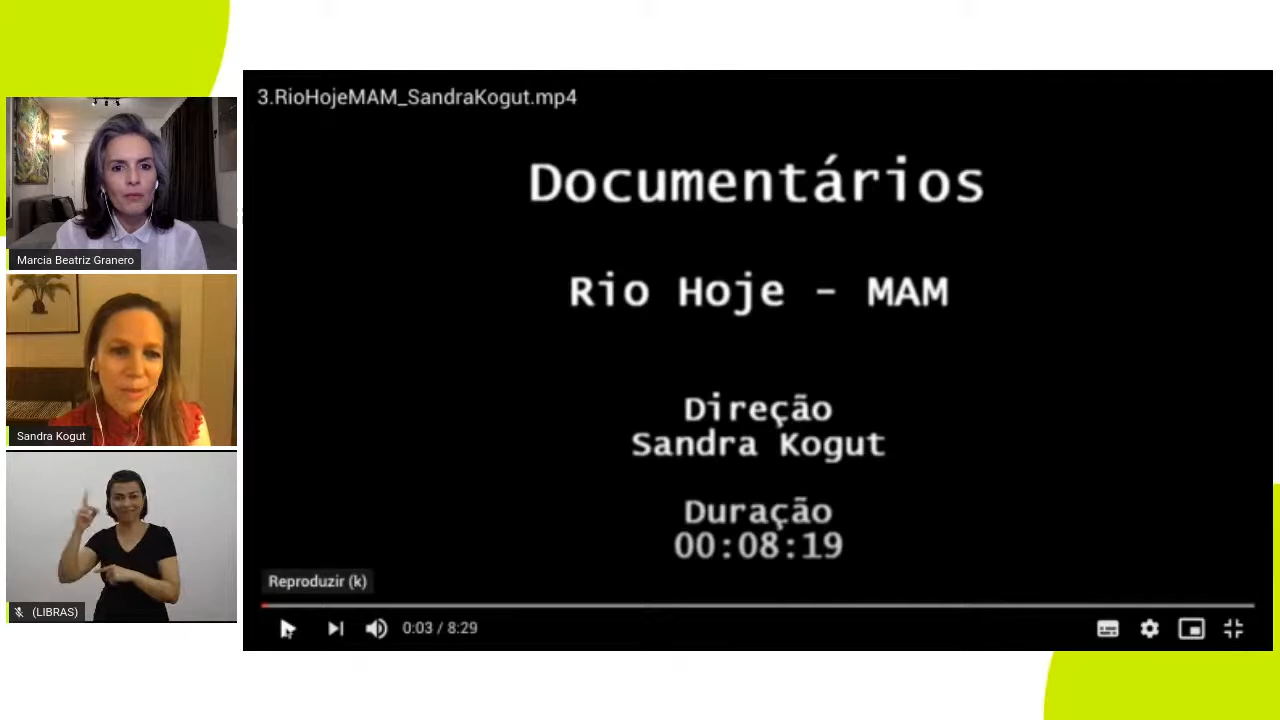 Marcia Beatriz Granero
Sandra Kogut
(LIBRAS)
3.RioHojeMAM_SandraKogut.mp4
Documentários
Rio Hoje - MAM
Direção
Sandra Kogut
Duração
00:08:19
Reproduzir (k)
0:03 / 8:29